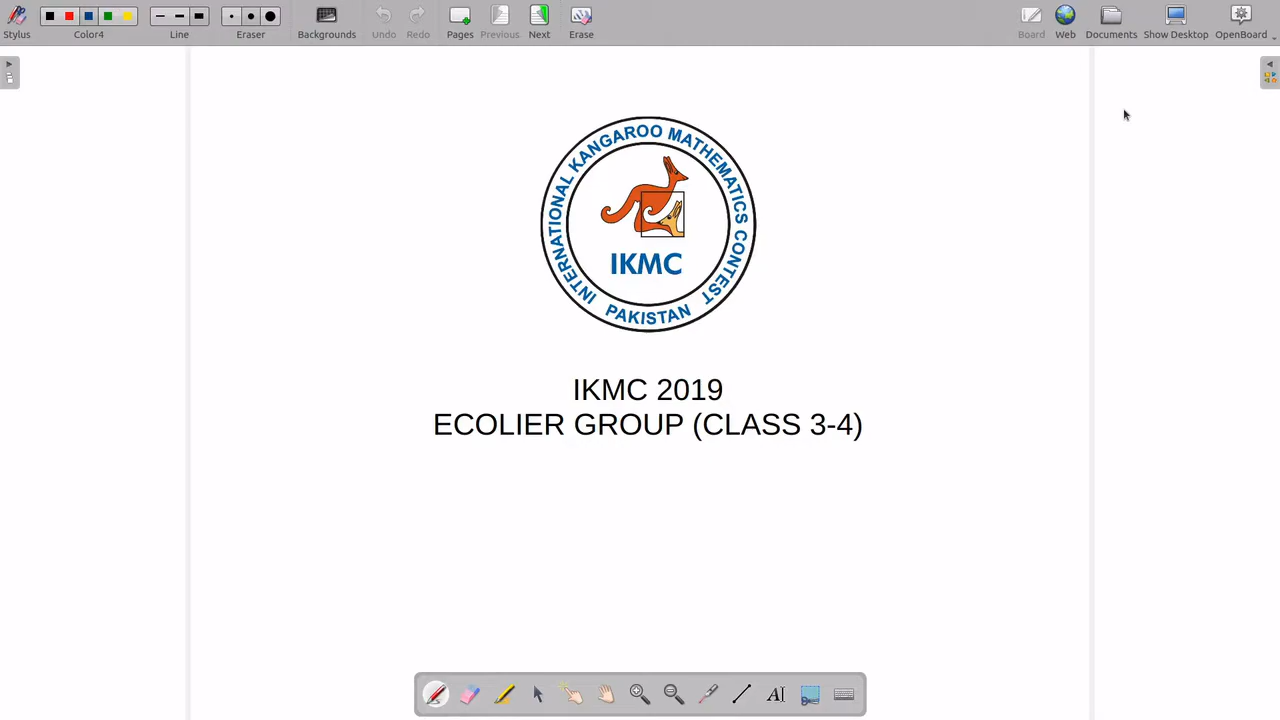 Stylus
Color4
Line
Eraser
Backgrounds
Undo
Redo
Pages
Previous
Next
Erase
Board
Web
Documents
Show Desktop
OpenBoard
INTERNATIONAL KANGAROO MATHEMATICS CONTEST
IKMC
PAKISTAN
IKMC 2019
ECOLIER GROUP (CLASS 3-4)
AI